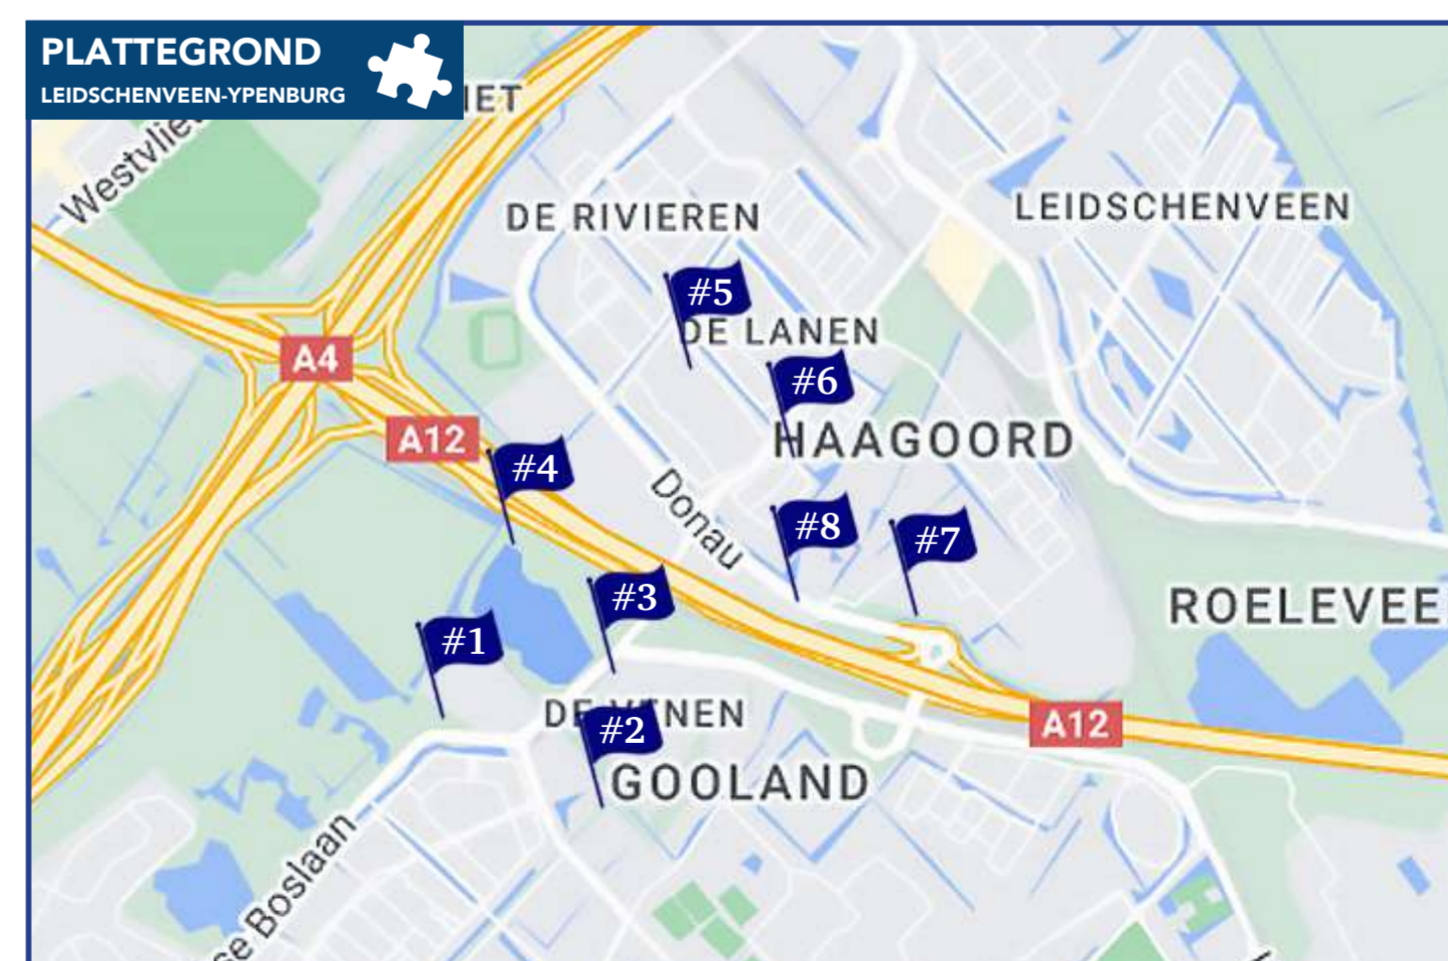 PLATTEGROND
LEIDSCHENVEEN-YPENBURG
IET
Westvliet
DE RIVIEREN
LEIDSCHENVEEN
#5
DE LANEN
A4
#6
A12
HAAGOORD
#4
Donau
#8
#7
#3
ROELEVEE
#1
DE VENEN
#2
A12
GOOLAND
se Boslaan